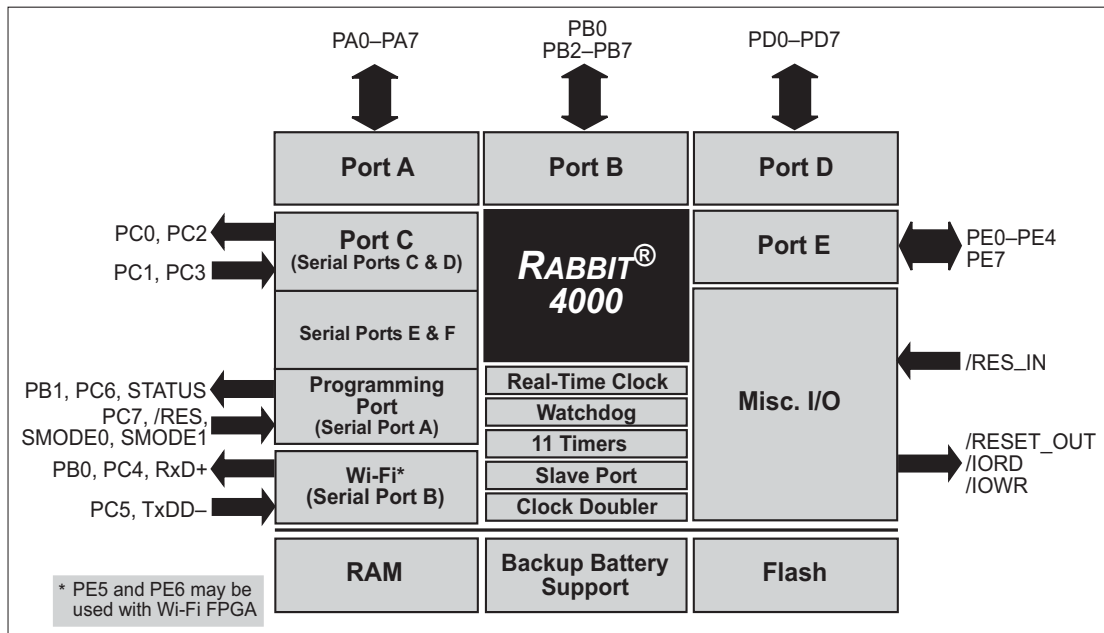 PA0–PA7
PB0
PB2–PB7
PD0–PD7
Port A
Port B
Port D
PC0, PC2
PC1, PC3
Port C
(Serial Ports C & D)
RABBIT®
4000
Port E
PE0–PE4
PE7
Serial Ports E & F
PB1, PC6, STATUS
PC7, /RES,
SMODE0, SMODE1
Programming
Port
(Serial Port A)
Real-Time Clock
Watchdog
11 Timers
Slave Port
Clock Doubler
Misc. I/O
/RES_IN
/RESET_OUT
/IORD
/IOWR
PB0, PC4, RxD+
PC5, TxDD–
Wi-Fi*
(Serial Port B)
RAM
Backup Battery
Support
Flash
* PE5 and PE6 may be
used with Wi-Fi FPGA